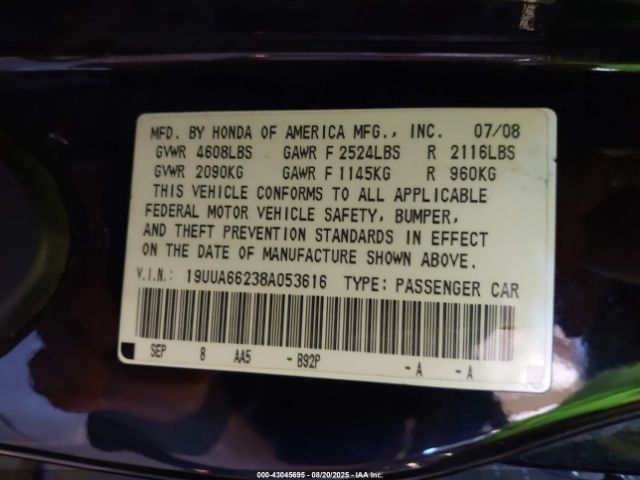 MFD. BY HONDA OF AMERICA MFG., INC. 07/08
GVWR 4608LBS GAWR F 2524LBS R 2116LBS
GVWR 2090KG GAWR F 1145KG R 960KG
THIS VEHICLE CONFORMS TO ALL APPLICABLE
FEDERAL MOTOR VEHICLE SAFETY, BUMPER,
AND THEFT PREVENTION STANDARDS IN EFFECT
ON THE DATE OF MANUFACTURE SHOWN ABOVE.
V.I.N.: 19UUA66238A053616 TYPE: PASSENGER CAR
SEP 8 AA5 - B92P - A - A
000-43045695 - 08/20/2025 - IAA Inc.